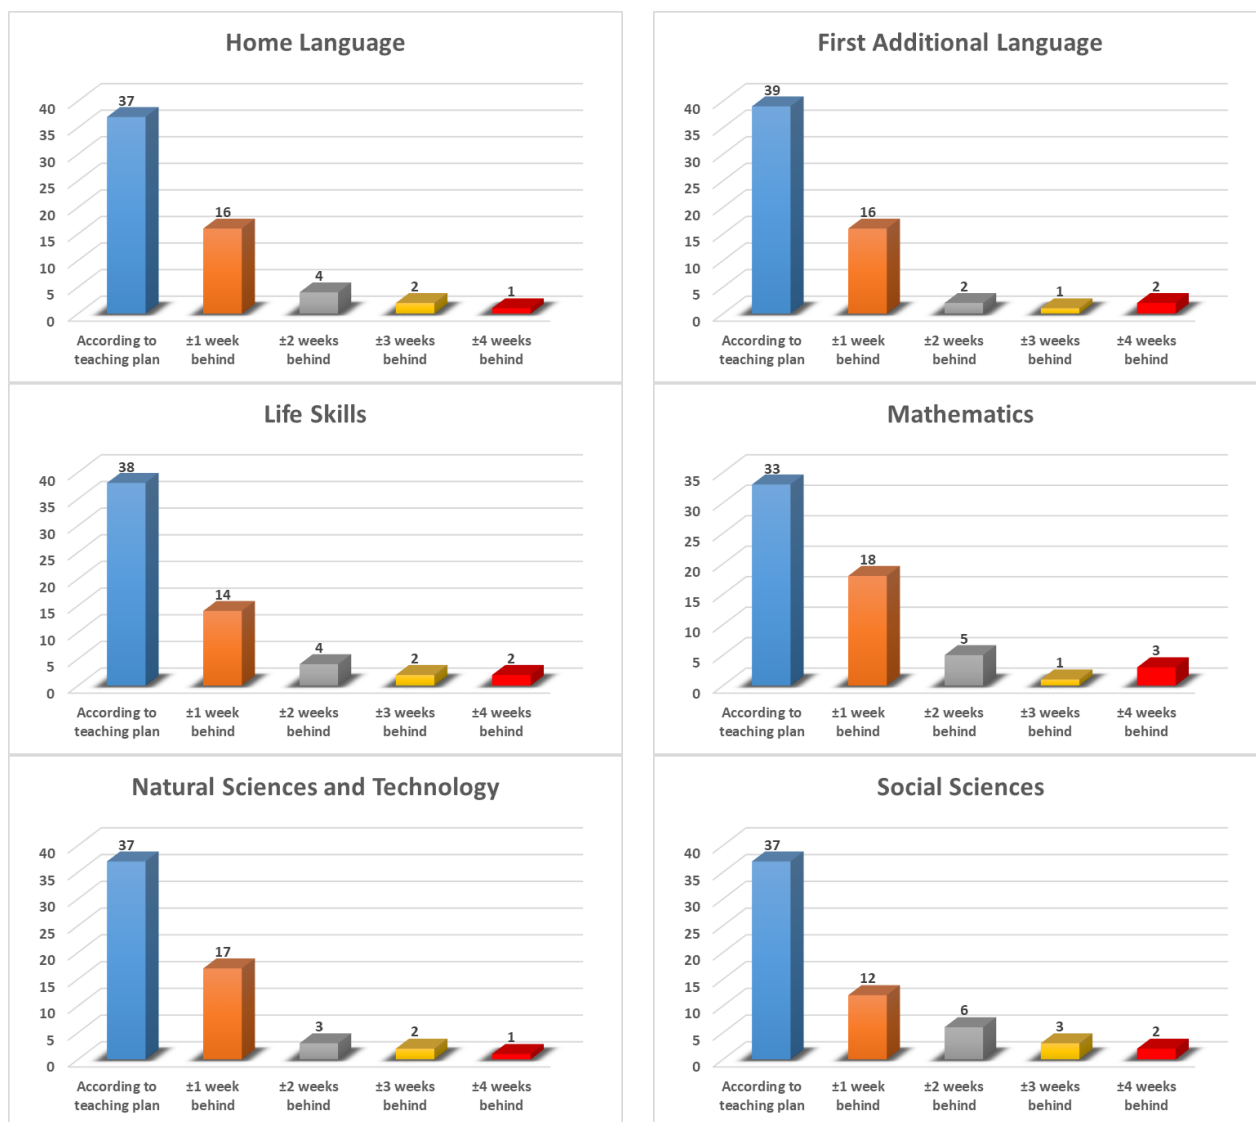 Home Language
37
16
4
2
1
40
35
30
25
20
15
10
5
0
According to
teaching plan
±1 week
behind
±2 weeks
behind
±3 weeks
behind
±4 weeks
behind
First Additional Language
39
16
2
1
2
40
35
30
25
20
15
10
5
0
According to
teaching plan
±1 week
behind
±2 weeks
behind
±3 weeks
behind
±4 weeks
behind
Life Skills
38
14
4
2
2
40
35
30
25
20
15
10
5
0
According to
teaching plan
±1 week
behind
±2 weeks
behind
±3 weeks
behind
±4 weeks
behind
Mathematics
33
18
5
1
3
35
30
25
20
15
10
5
0
According to
teaching plan
±1 week
behind
±2 weeks
behind
±3 weeks
behind
±4 weeks
behind
Natural Sciences and Technology
37
17
3
2
1
40
35
30
25
20
15
10
5
0
According to
teaching plan
±1 week
behind
±2 weeks
behind
±3 weeks
behind
±4 weeks
behind
Social Sciences
37
12
6
3
2
40
35
30
25
20
15
10
5
0
According to
teaching plan
±1 week
behind
±2 weeks
behind
±3 weeks
behind
±4 weeks
behind